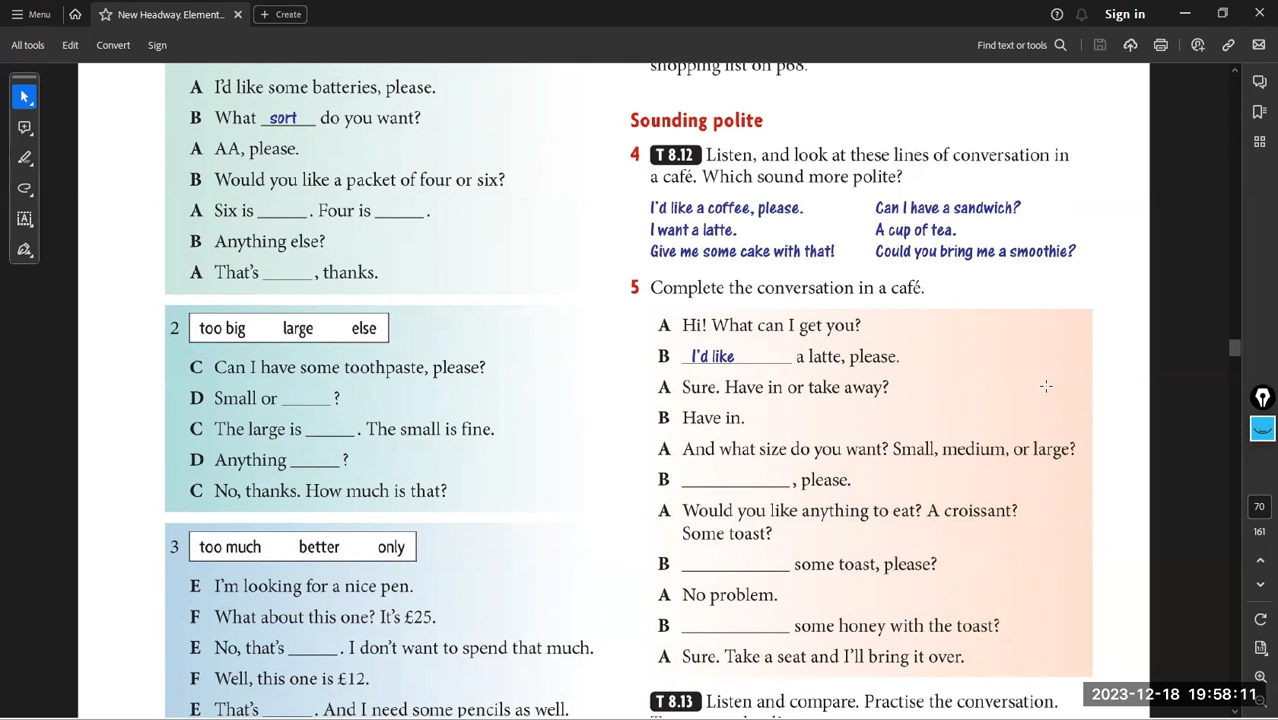 Menu
New Headway. Element...
Create
Sign in
All tools
Edit
Convert
Sign
Find text or tools
A I'd like some batteries, please.
B What sort do you want?
A AA, please.
B Would you like a packet of four or six?
A Six is ______ . Four is ______ .
B Anything else?
A That's ______ , thanks.
2 too big large else
C Can I have some toothpaste, please?
D Small or ______ ?
C The large is ______ . The small is fine.
D Anything ______ ?
C No, thanks. How much is that?
3 too much better only
E I'm looking for a nice pen.
F What about this one? It's £25.
E No, that's ______ . I don't want to spend that much.
F Well, this one is £12.
E That's ______ . And I need some pencils as well.
shopping list on p68.
Sounding polite
4 T 8.12 Listen, and look at these lines of conversation in
a café. Which sound more polite?
I'd like a coffee, please. Can I have a sandwich?
I want a latte. A cup of tea.
Give me some cake with that! Could you bring me a smoothie?
5 Complete the conversation in a café.
A Hi! What can I get you?
B I'd like a latte, please.
A Sure. Have in or take away?
B Have in.
A And what size do you want? Small, medium, or large?
B ____________ , please.
A Would you like anything to eat? A croissant?
Some toast?
B ____________ some toast, please?
A No problem.
B ____________ some honey with the toast?
A Sure. Take a seat and I'll bring it over.
T 8.13 Listen and compare. Practise the conversation.
70
161
2023-12-18 19:58:11